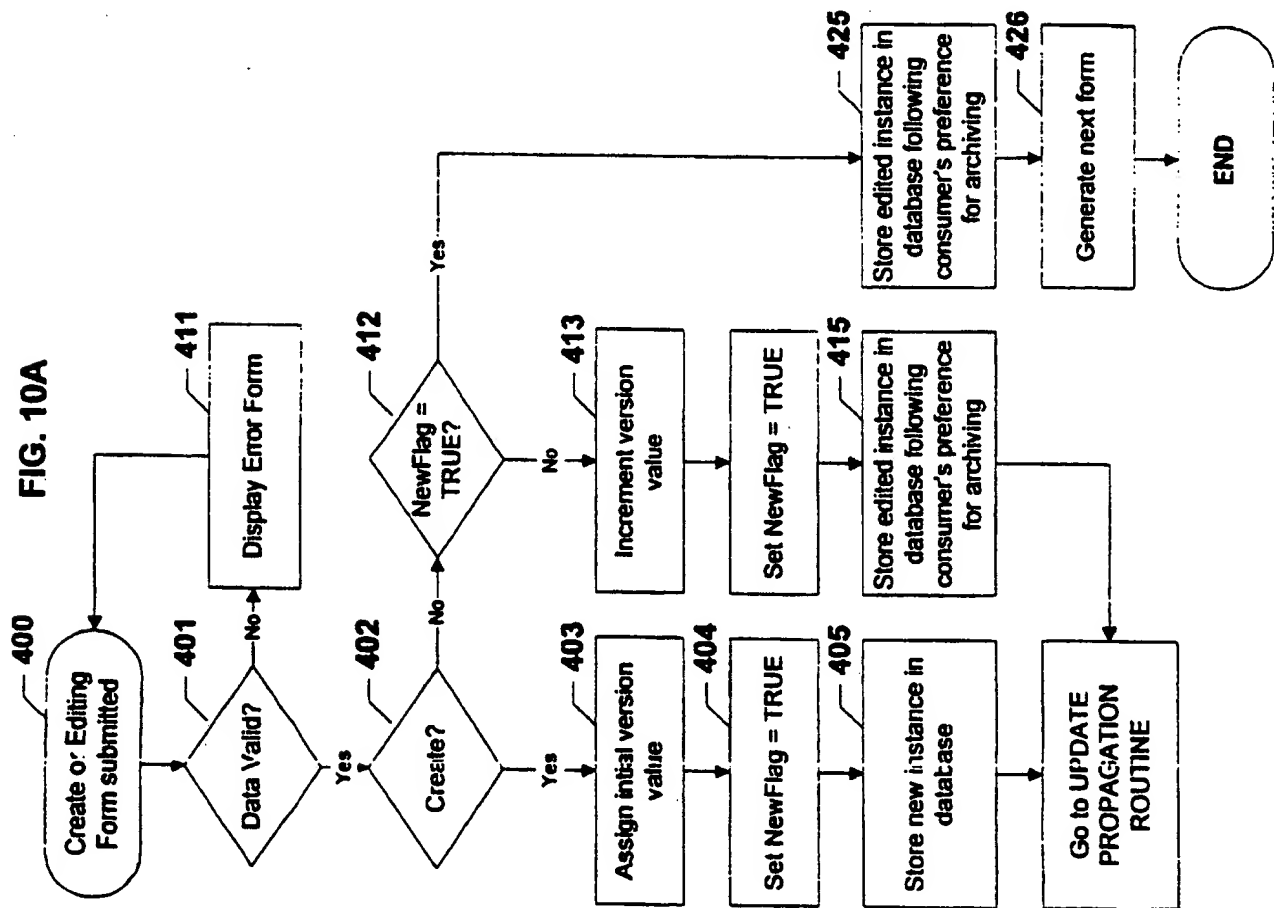 FIG. 10A
400
Create or Editing
Form submitted
401
Data Valid?
No
411
Display Error Form
Yes
402
Create?
No
412
NewFlag =
TRUE?
Yes
Yes
403
Assign initial version
value
404
Set NewFlag = TRUE
405
Store new instance in
database
No
413
Increment version
value
Set NewFlag = TRUE
415
Store edited instance in
database following
consumer's preference
for archiving
Go to UPDATE
PROPAGATION
ROUTINE
425
Store edited instance in
database following
consumer's preference
for archiving
426
Generate next form
END